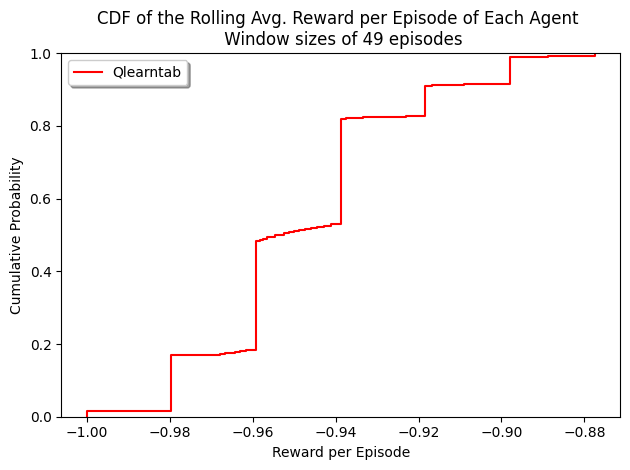 CDF of the Rolling Avg. Reward per Episode of Each Agent
Window sizes of 49 episodes
Qlearntab
Cumulative Probability
1.0
0.8
0.6
0.4
0.2
0.0
−1.00 −0.98 −0.96 −0.94 −0.92 −0.90 −0.88
Reward per Episode